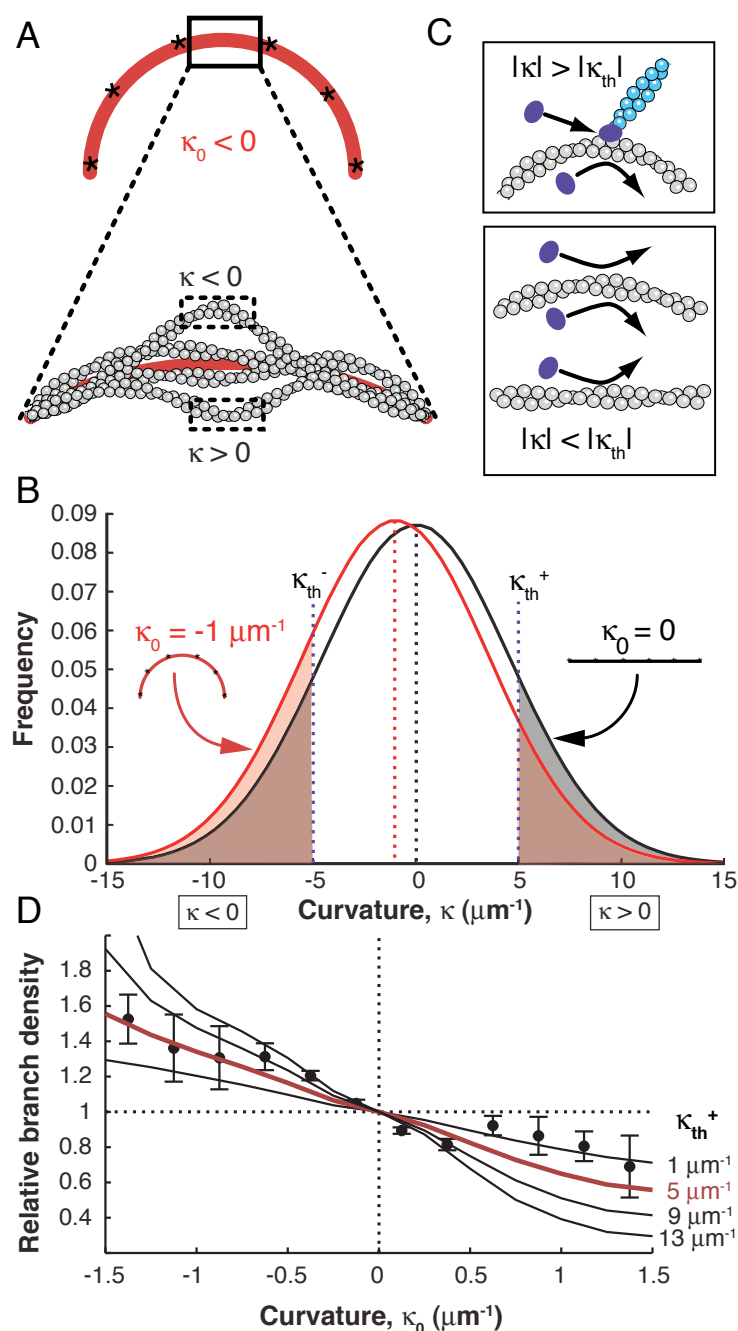 A
κ₀ < 0
κ < 0
κ > 0
C
|κ| > |κth|
|κ| < |κth|
B
Frequency
0.09
0.08
0.07
0.06
0.05
0.04
0.03
0.02
0.01
0
κth⁻
κth⁺
κ₀ = -1 μm⁻¹
κ₀ = 0
-15
-10
-5
0
5
10
15
κ < 0
Curvature, κ (μm⁻¹)
κ > 0
D
Relative branch density
1.8
1.6
1.4
1.2
1
0.8
0.6
0.4
κth⁺
1 μm⁻¹
5 μm⁻¹
9 μm⁻¹
13 μm⁻¹
-1.5
-1
-0.5
0
0.5
1
1.5
Curvature, κ₀ (μm⁻¹)